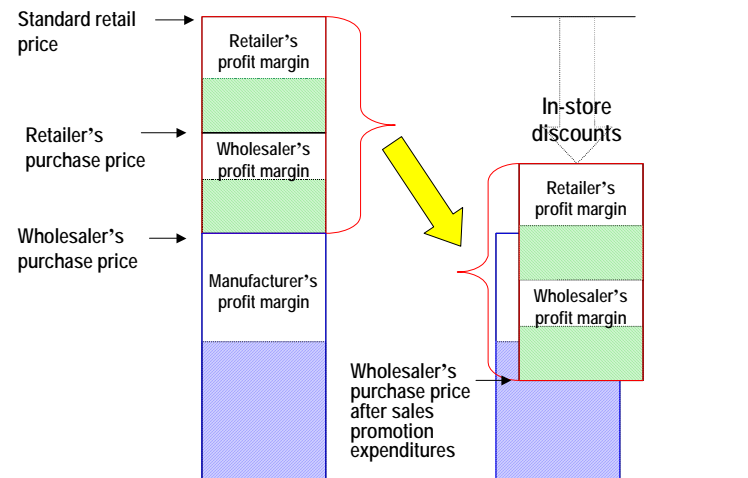 Standard retail
price
Retailer's
profit margin
Retailer's
purchase price
Wholesaler's
profit margin
Wholesaler's
purchase price
Manufacturer's
profit margin
In-store
discounts
Retailer's
profit margin
Wholesaler's
profit margin
Wholesaler's
purchase price
after sales
promotion
expenditures